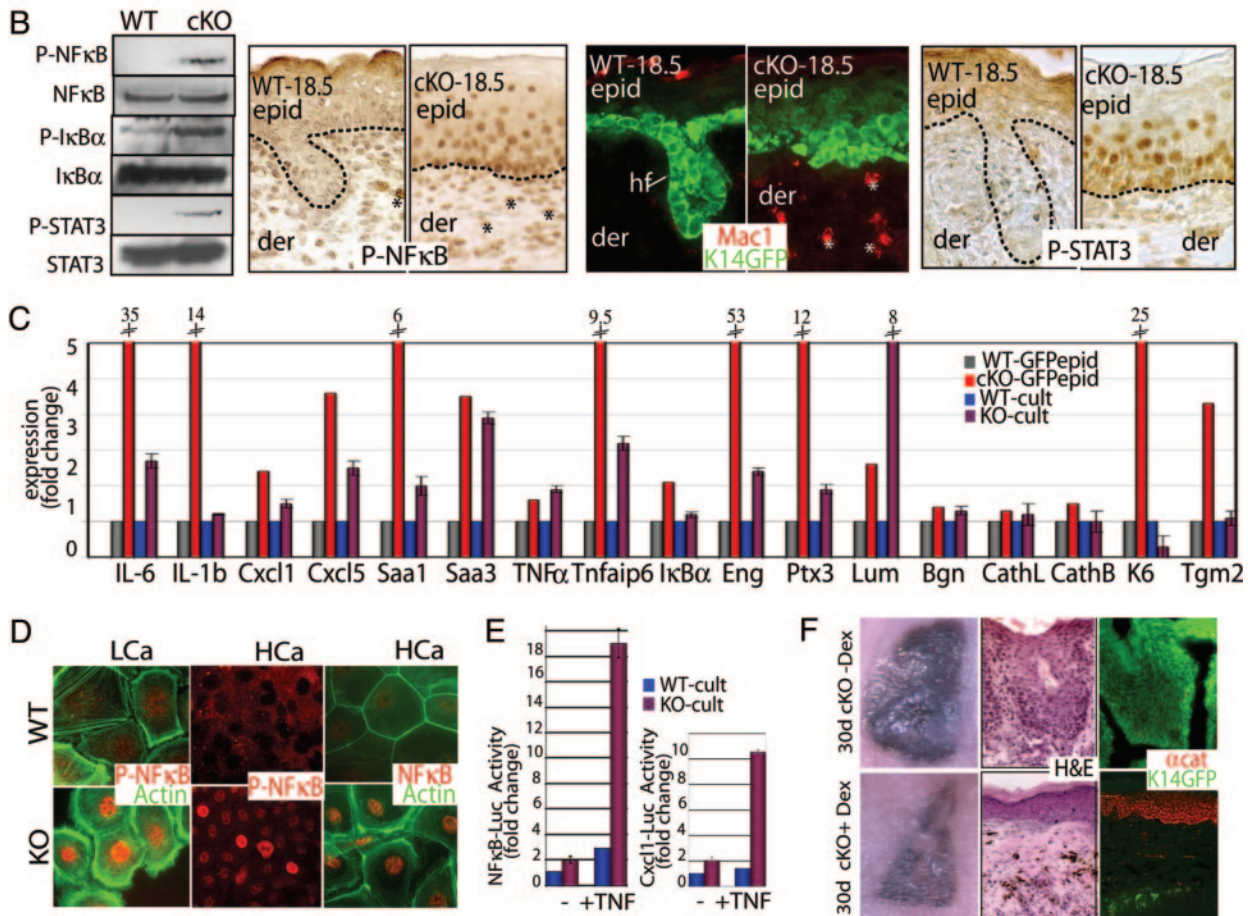 B
WT cKO
P-NFκB
NFκB
P-IκBα
IκBα
P-STAT3
STAT3
WT-18.5
epid
der
cKO-18.5
epid
der
*
*
*
*
P-NFκB
WT-18.5
epid
hf
der
cKO-18.5
epid
der
*
*
*
Mac1
K14GFP
WT-18.5
epid
cKO-18.5
epid
der
P-STAT3
C
35 14 6 9.5 53 12 8 25
expression
(fold change)
5
4
3
2
1
0
WT-GFPepid
cKO-GFPepid
WT-cult
KO-cult
IL-6 IL-1b Cxcl1 Cxcl5 Saa1 Saa3 TNFα Tnfaip6 IκBα Eng Ptx3 Lum Bgn CathL CathB K6 Tgm2
D
LCa HCa HCa
WT
KO
P-NFκB
Actin
P-NFκB
NFκB
Actin
E
NFκB-Luc Activity
(fold change)
18
16
14
12
10
8
6
4
2
0
- +TNF
WT-cult
KO-cult
Cxcl1-Luc Activity
(fold change)
10
8
6
4
2
0
- +TNF
F
30d cKO -Dex
30d cKO+ Dex
H&E
αcat
K14GFP